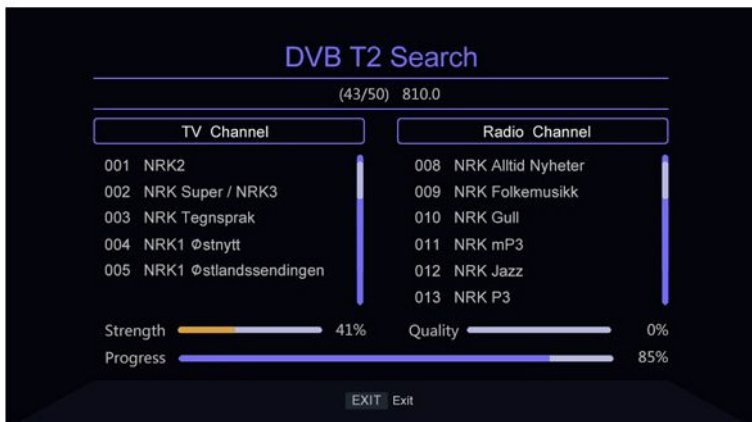 DVB T2 Search
(43/50) 810.0
TV Channel
001 NRK2
002 NRK Super / NRK3
003 NRK Tegnsprak
004 NRK1 Østnytt
005 NRK1 Østlandssendingen
Radio Channel
008 NRK Alltid Nyheter
009 NRK Folkemusikk
010 NRK Gull
011 NRK mP3
012 NRK Jazz
013 NRK P3
Strength 41%
Quality 0%
Progress 85%
EXIT Exit